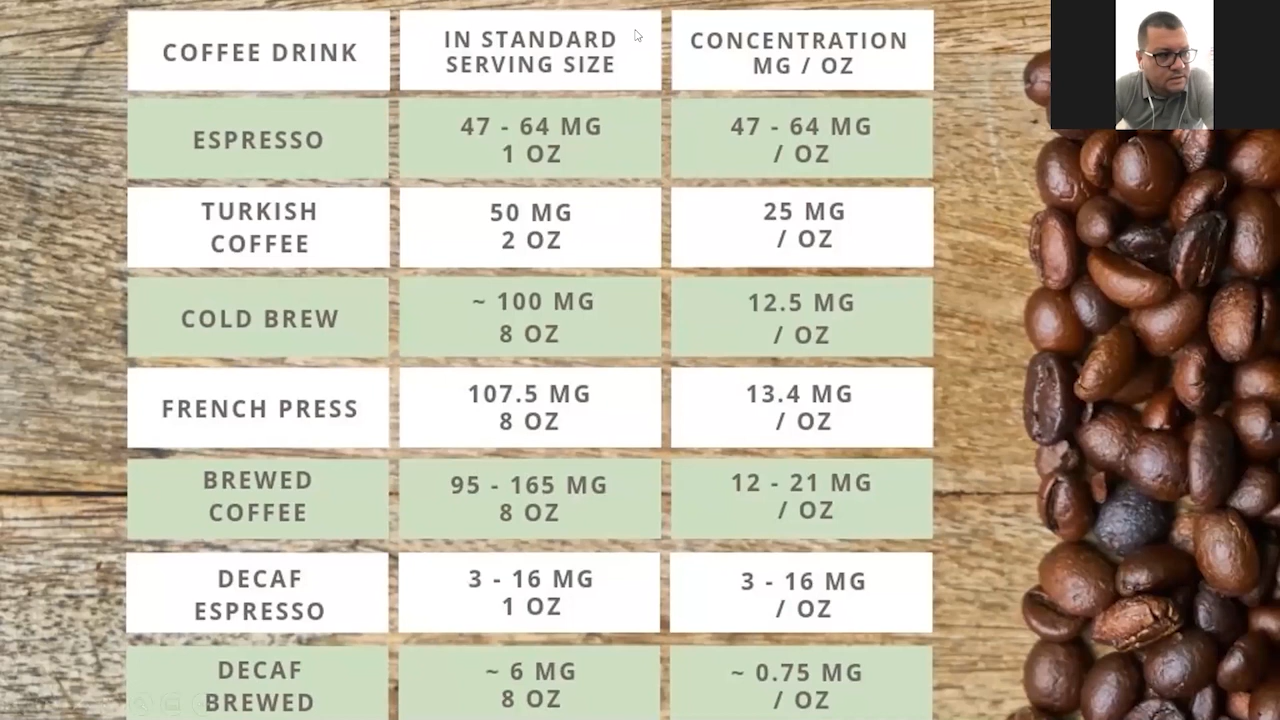 COFFEE DRINK
IN STANDARD
SERVING SIZE
CONCENTRATION
MG / OZ
ESPRESSO
47 - 64 MG
1 OZ
47 - 64 MG
/ OZ
TURKISH
COFFEE
50 MG
2 OZ
25 MG
/ OZ
COLD BREW
~ 100 MG
8 OZ
12.5 MG
/ OZ
FRENCH PRESS
107.5 MG
8 OZ
13.4 MG
/ OZ
BREWED
COFFEE
95 - 165 MG
8 OZ
12 - 21 MG
/ OZ
DECAF
ESPRESSO
3 - 16 MG
1 OZ
3 - 16 MG
/ OZ
DECAF
BREWED
~ 6 MG
8 OZ
~ 0.75 MG
/ OZ